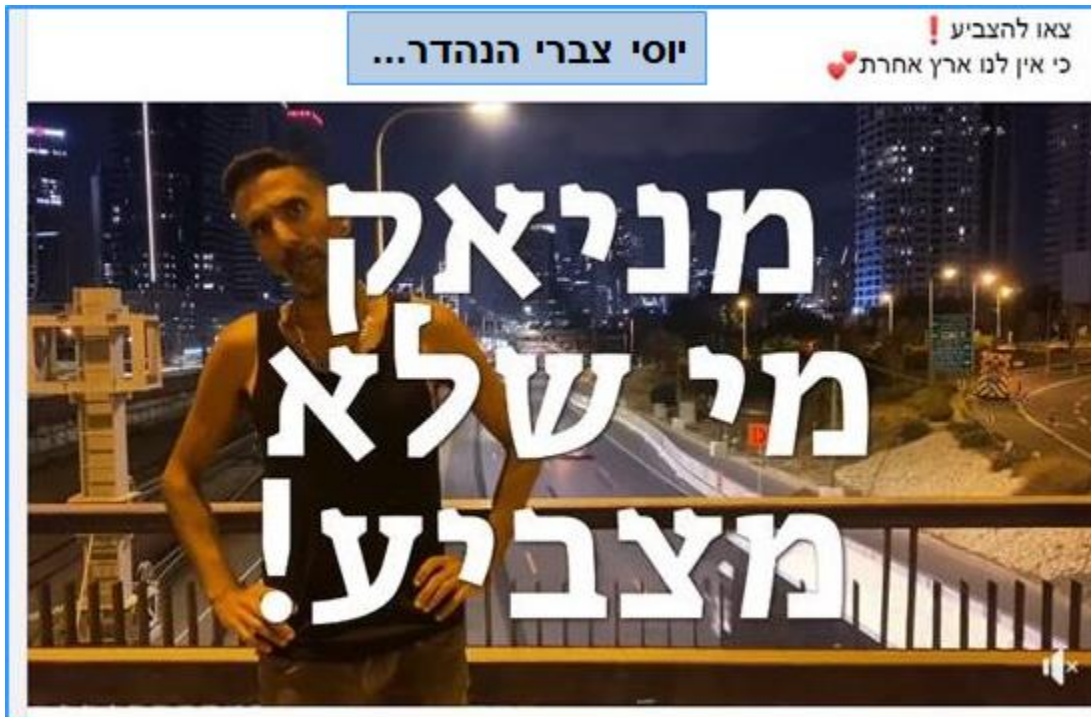 צאו להצביע❗
כי אין לנו ארץ אחרת💕
יוסי צברי הנהדר...
מניאק
מי שלא
מצביע!